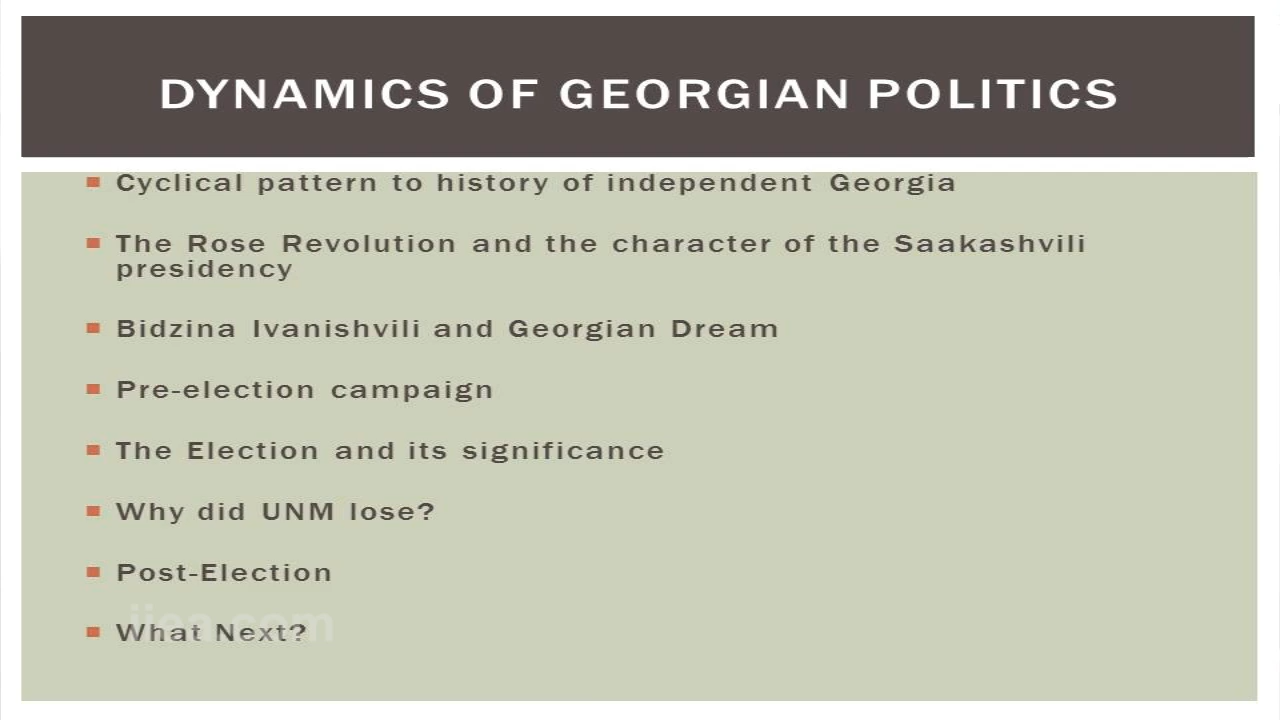 DYNAMICS OF GEORGIAN POLITICS
Cyclical pattern to history of independent Georgia
The Rose Revolution and the character of the Saakashvili
presidency
Bidzina Ivanishvili and Georgian Dream
Pre-election campaign
The Election and its significance
Why did UNM lose?
Post-Election
iiea.com
What Next?